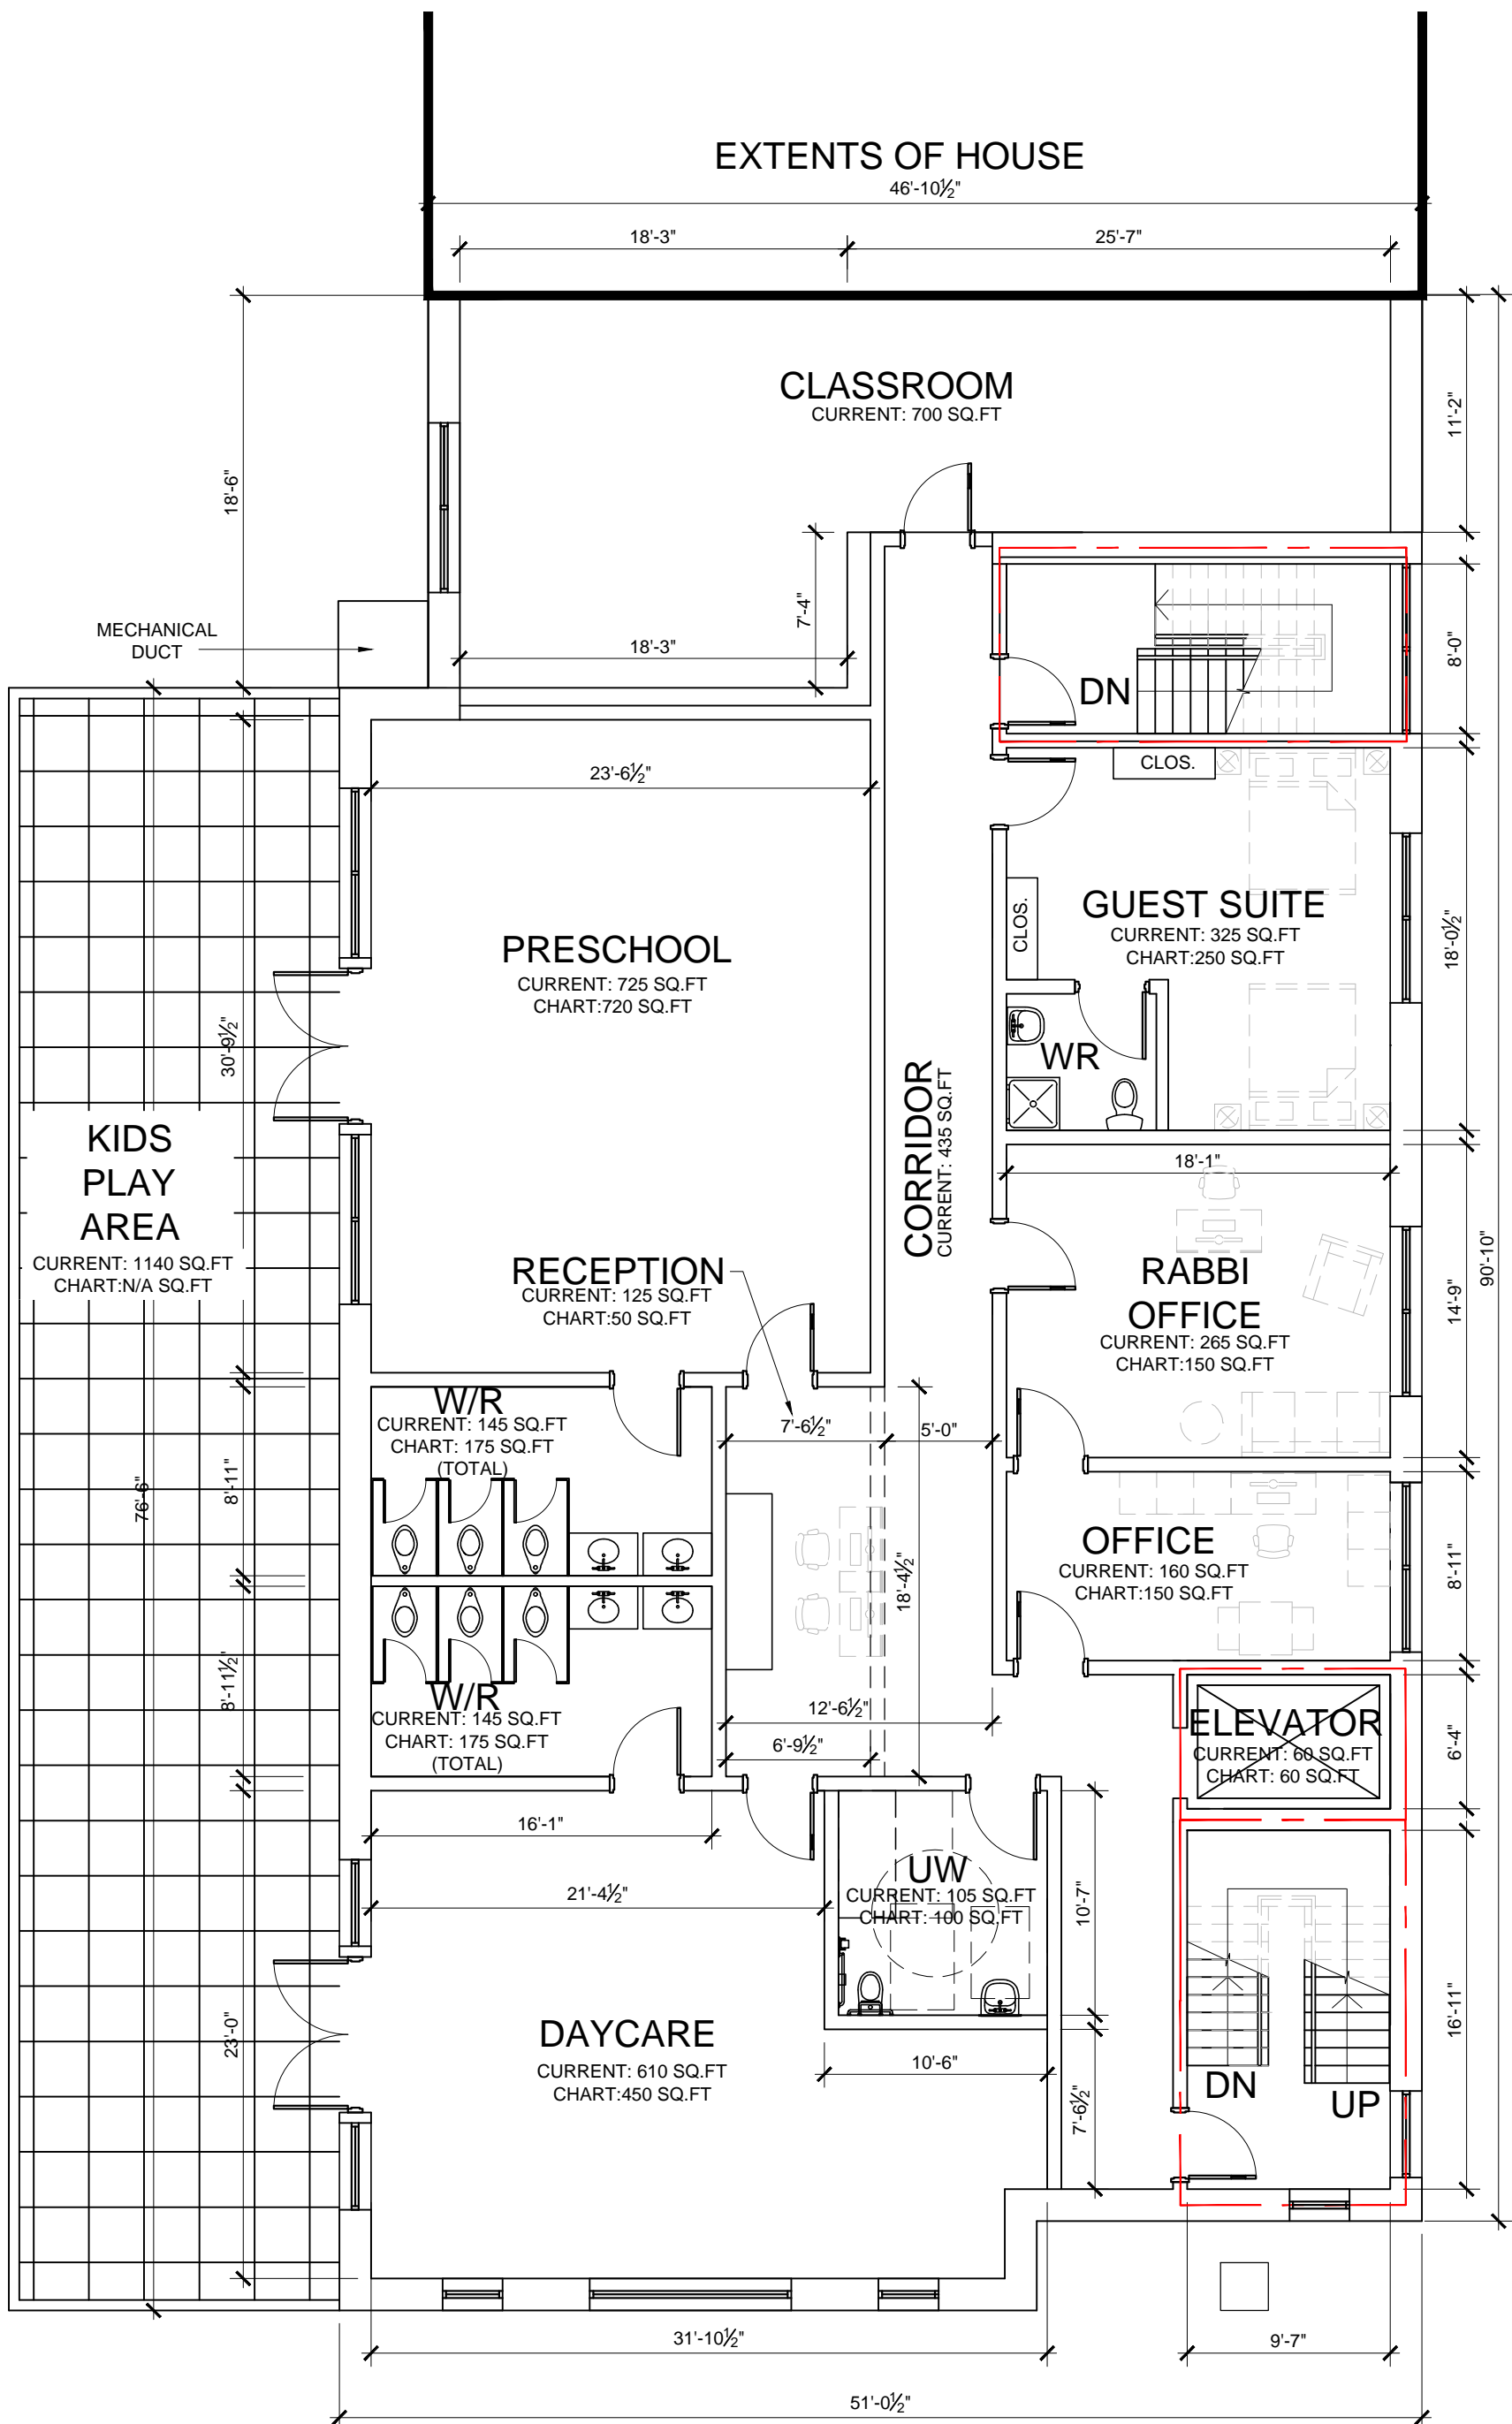 EXTENTS OF HOUSE
46'-10½"
18'-3"
25'-7"
CLASSROOM
CURRENT: 700 SQ.FT
11'-2"
18'-6"
7'-4"
18'-3"
MECHANICAL
DUCT
DN
8'-0"
CLOS.
23'-6½"
GUEST SUITE
CURRENT: 325 SQ.FT
CHART:250 SQ.FT
CLOS.
18'-0½"
PRESCHOOL
CURRENT: 725 SQ.FT
CHART:720 SQ.FT
30'-9½"
WR
CORRIDOR
CURRENT: 435 SQ.FT
KIDS
PLAY
AREA
CURRENT: 1140 SQ.FT
CHART:N/A SQ.FT
18'-1"
RECEPTION
CURRENT: 125 SQ.FT
CHART:50 SQ.FT
RABBI
OFFICE
CURRENT: 265 SQ.FT
CHART:150 SQ.FT
14'-9"
90'-10"
W/R
CURRENT: 145 SQ.FT
CHART: 175 SQ.FT
(TOTAL)
7'-6½"
5'-0"
76'-6"
8'-11"
18'-4½"
OFFICE
CURRENT: 160 SQ.FT
CHART:150 SQ.FT
8'-11"
8'-11½"
W/R
CURRENT: 145 SQ.FT
CHART: 175 SQ.FT
(TOTAL)
12'-6½"
6'-9½"
ELEVATOR
CURRENT: 60 SQ.FT
CHART: 60 SQ.FT
6'-4"
16'-1"
21'-4½"
UW
CURRENT: 105 SQ.FT
CHART: 100 SQ.FT
10'-7"
23'-0"
DAYCARE
CURRENT: 610 SQ.FT
CHART:450 SQ.FT
10'-6"
7'-6½"
DN
UP
16'-11"
31'-10½"
9'-7"
51'-0½"